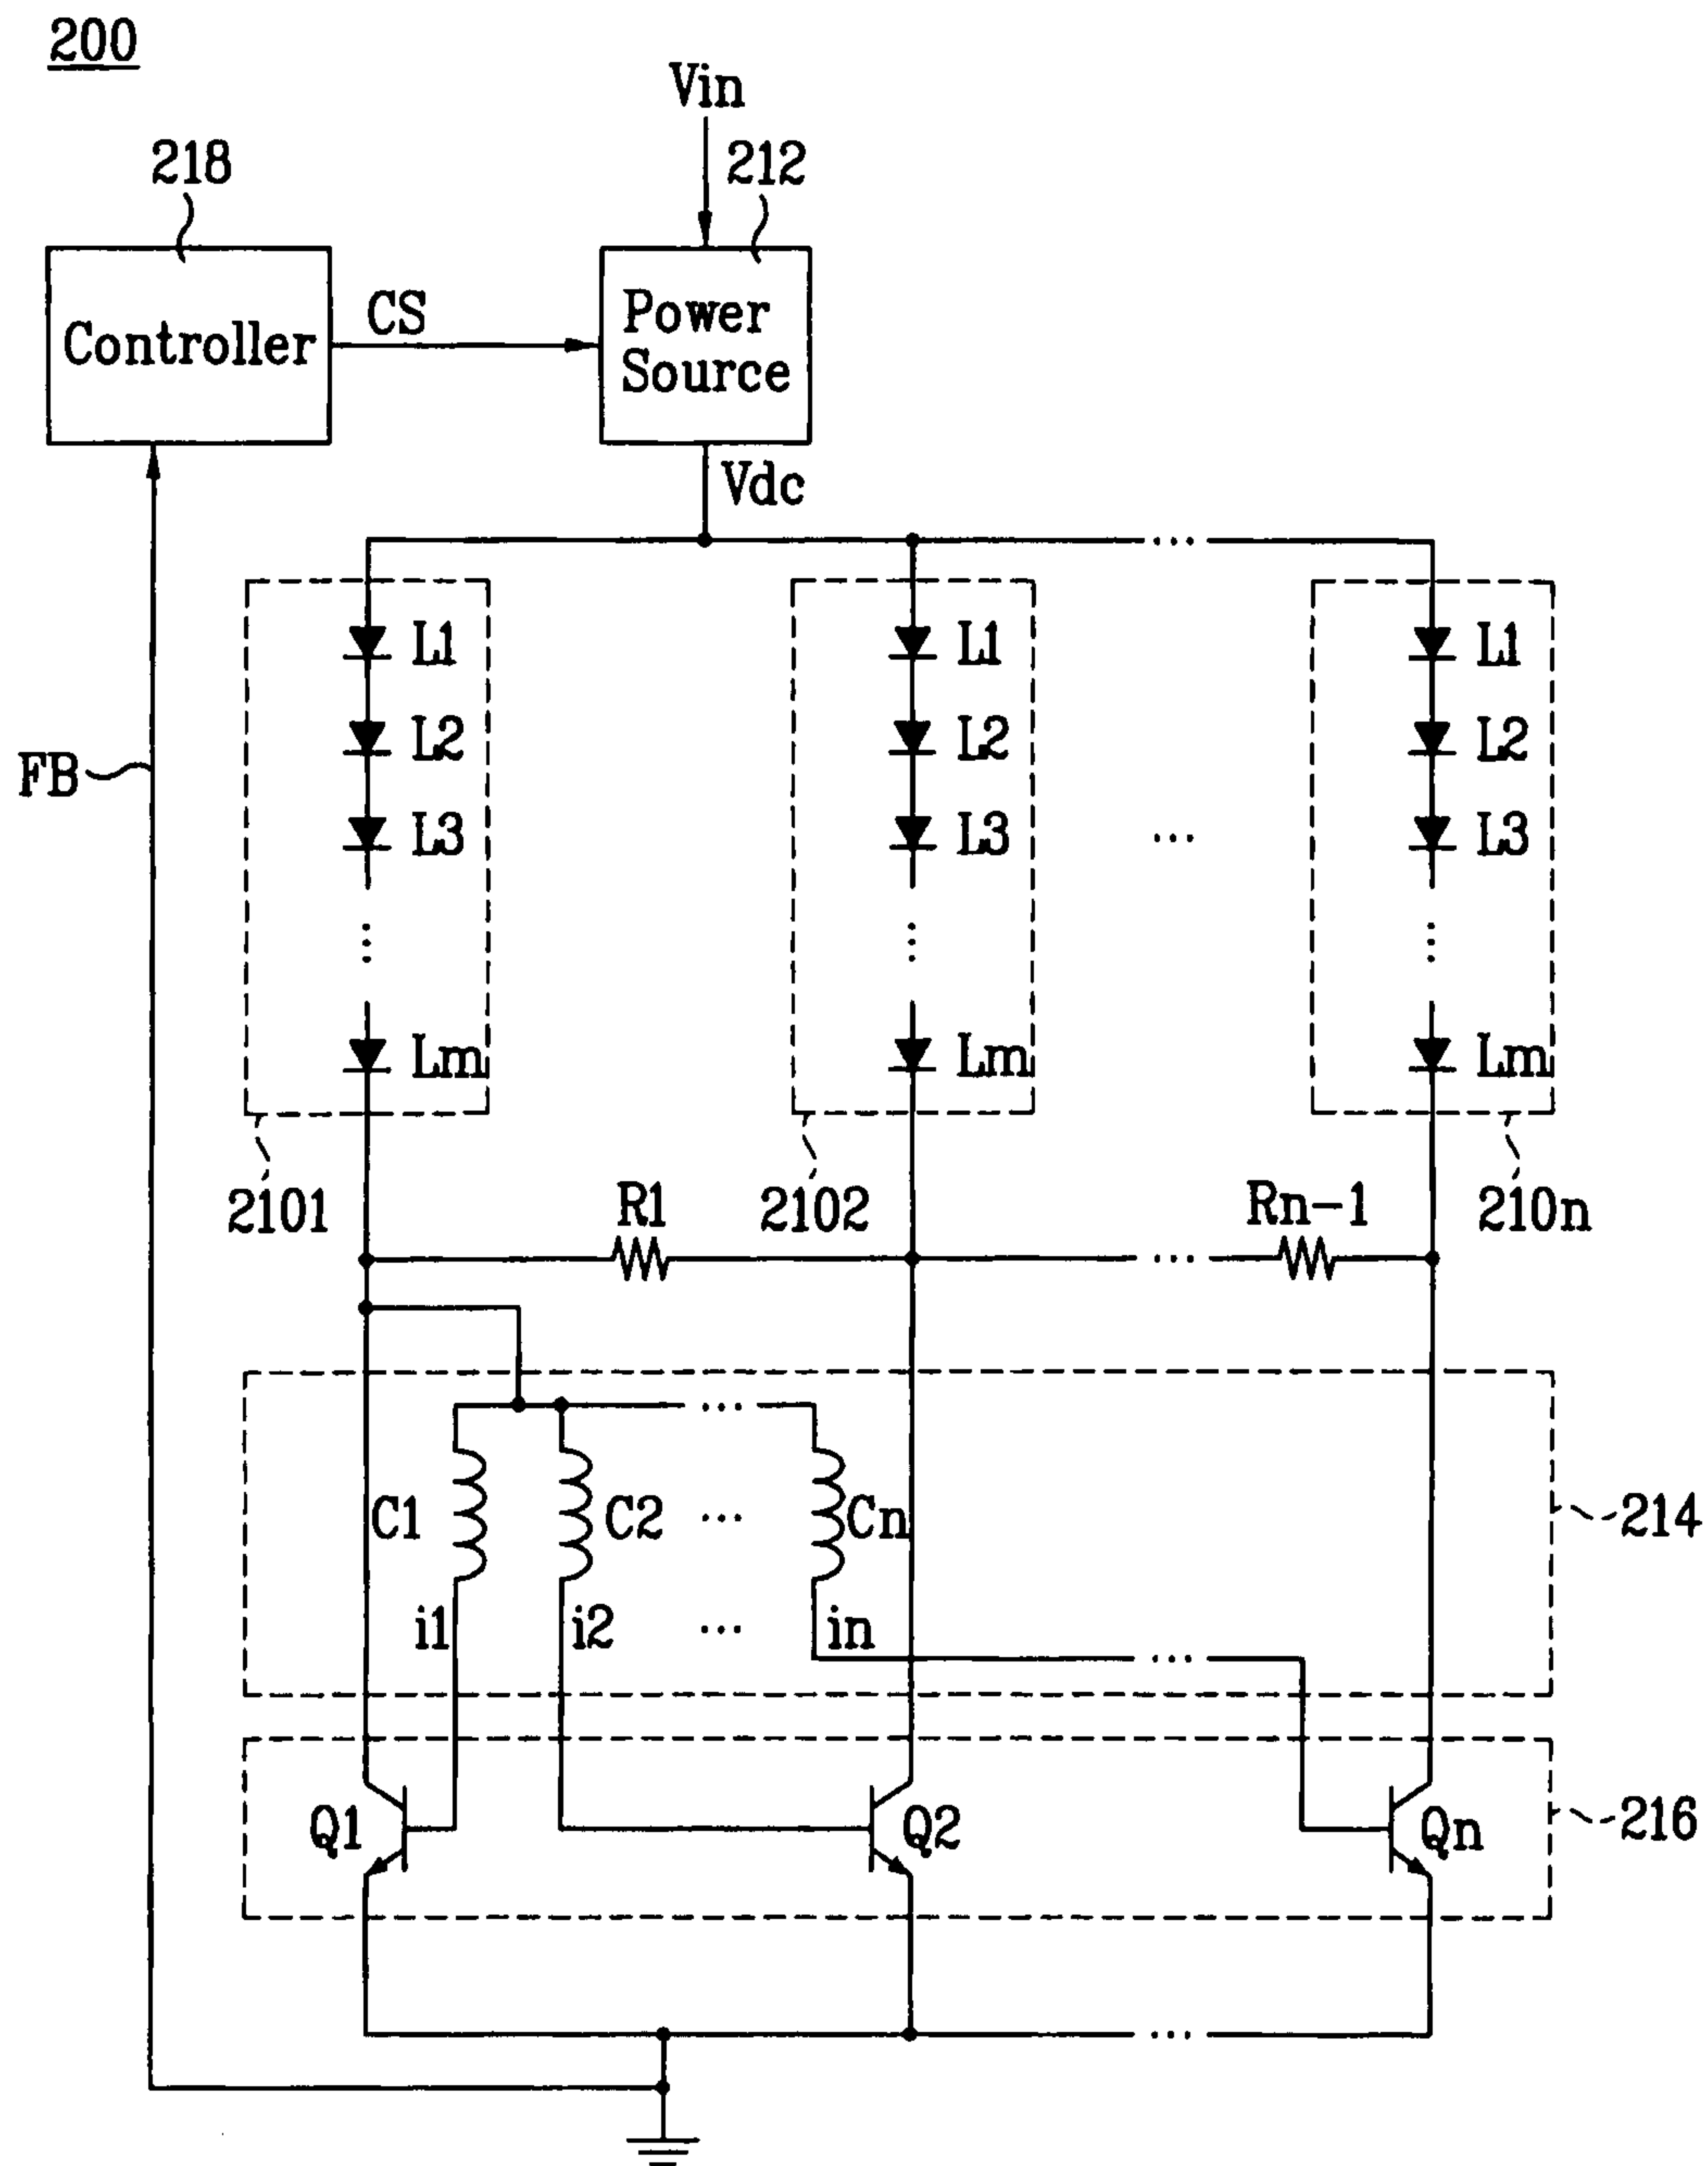 200
Vin
218
212
Controller
CS
Power
Source
Vdc
L1 L1 L1
L2 L2 L2
FB
L3 L3 ... L3
Lm Lm Lm
2101 R1 2102 Rn-1 210n
...
...
C1 C2 ... Cn 214
i1 i2 ... in
...
Q1 Q2 Qn 216
...